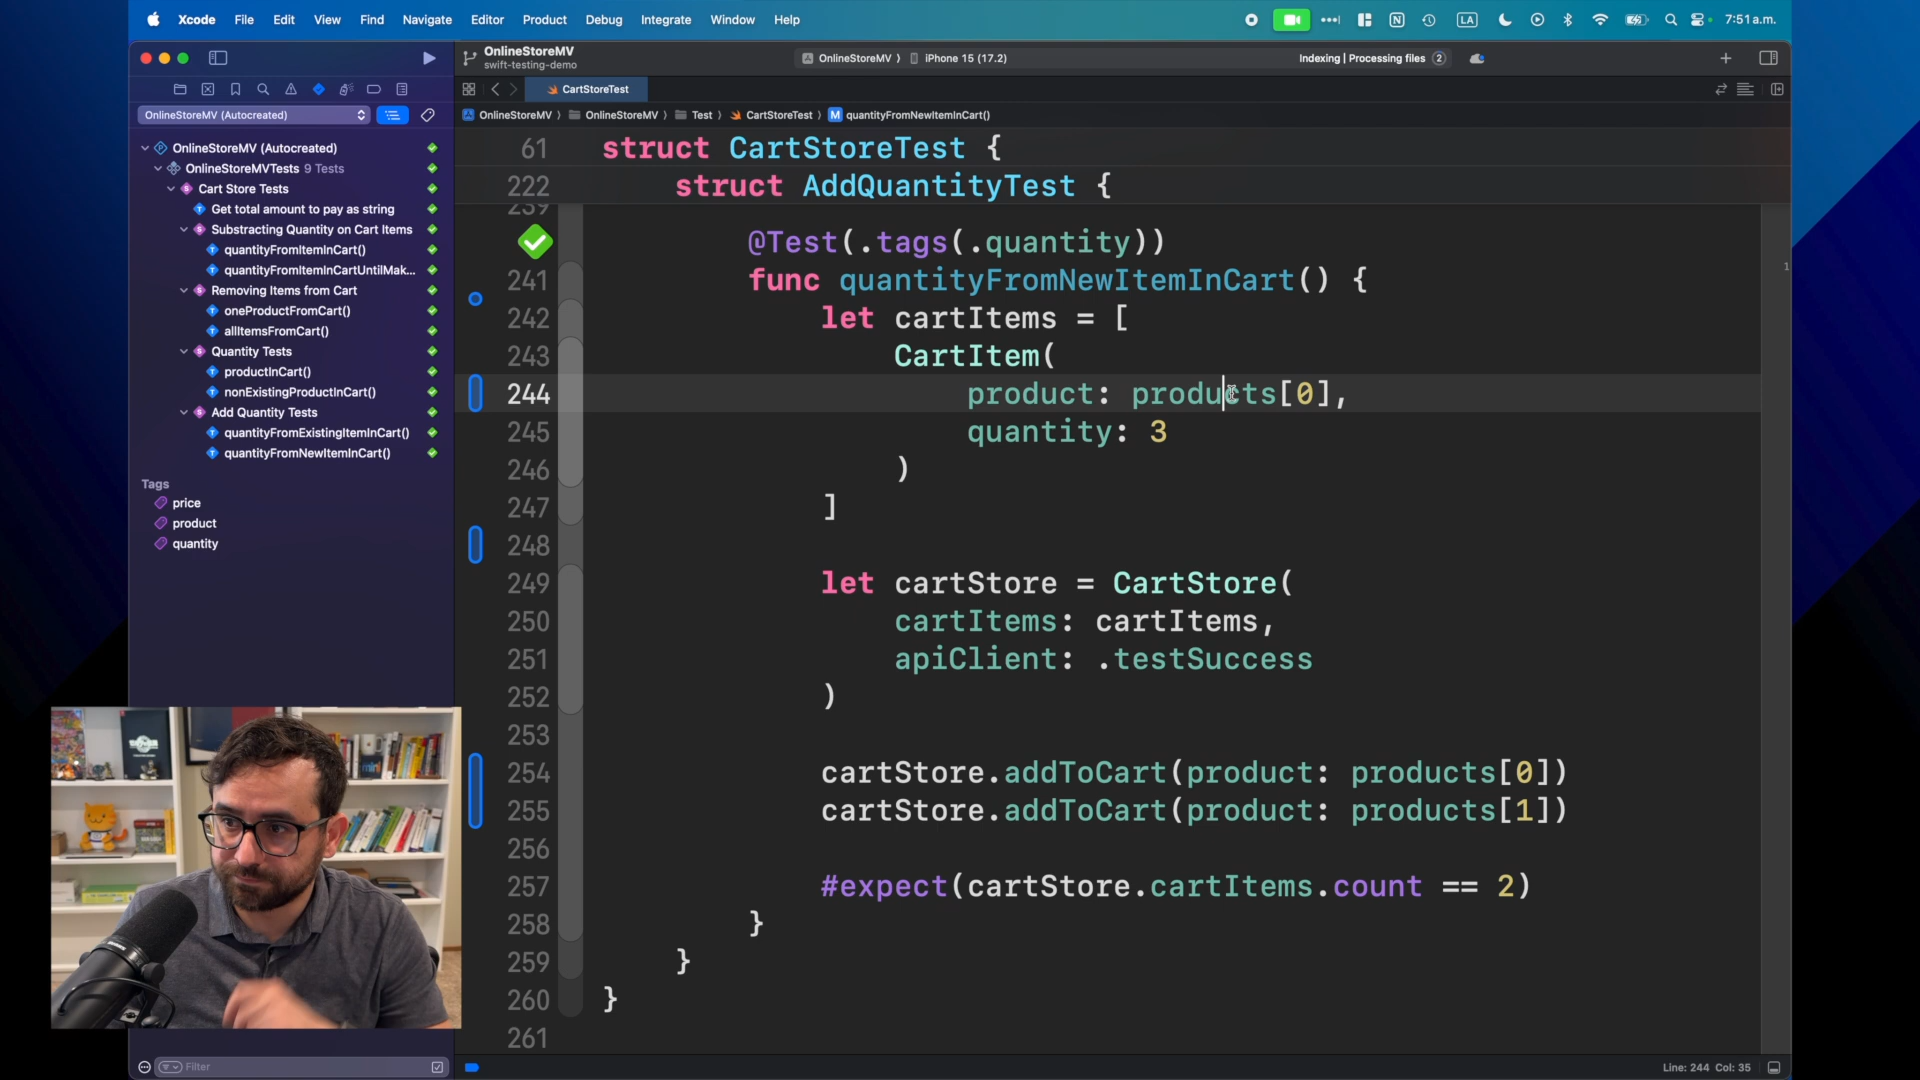 Xcode File Edit View Find Navigate Editor Product Debug Integrate Window Help LA 7:51 a.m.
OnlineStoreMV
swift-testing-demo
OnlineStoreMV iPhone 15 (17.2) Indexing | Processing files 2
CartStoreTest
OnlineStoreMV (Autocreated)
OnlineStoreMV OnlineStoreMV Test CartStoreTest M quantityFromNewItemInCart()
OnlineStoreMV (Autocreated)
OnlineStoreMVTests 9 Tests
Cart Store Tests
Get total amount to pay as string
Substracting Quantity on Cart Items
quantityFromItemInCart()
quantityFromItemInCartUntilMak...
Removing Items from Cart
oneProductFromCart()
allItemsFromCart()
Quantity Tests
productInCart()
nonExistingProductInCart()
Add Quantity Tests
quantityFromExistingItemInCart()
quantityFromNewItemInCart()
Tags
price
product
quantity
Filter
61 struct CartStoreTest {
222 struct AddQuantityTest {
239
@Test(.tags(.quantity))
241 func quantityFromNewItemInCart() {
242 let cartItems = [
243 CartItem(
244 product: products[0],
245 quantity: 3
246 )
247 ]
248
249 let cartStore = CartStore(
250 cartItems: cartItems,
251 apiClient: .testSuccess
252 )
253
254 cartStore.addToCart(product: products[0])
255 cartStore.addToCart(product: products[1])
256
257 #expect(cartStore.cartItems.count == 2)
258 }
259 }
260 }
261
1
Line: 244 Col: 35